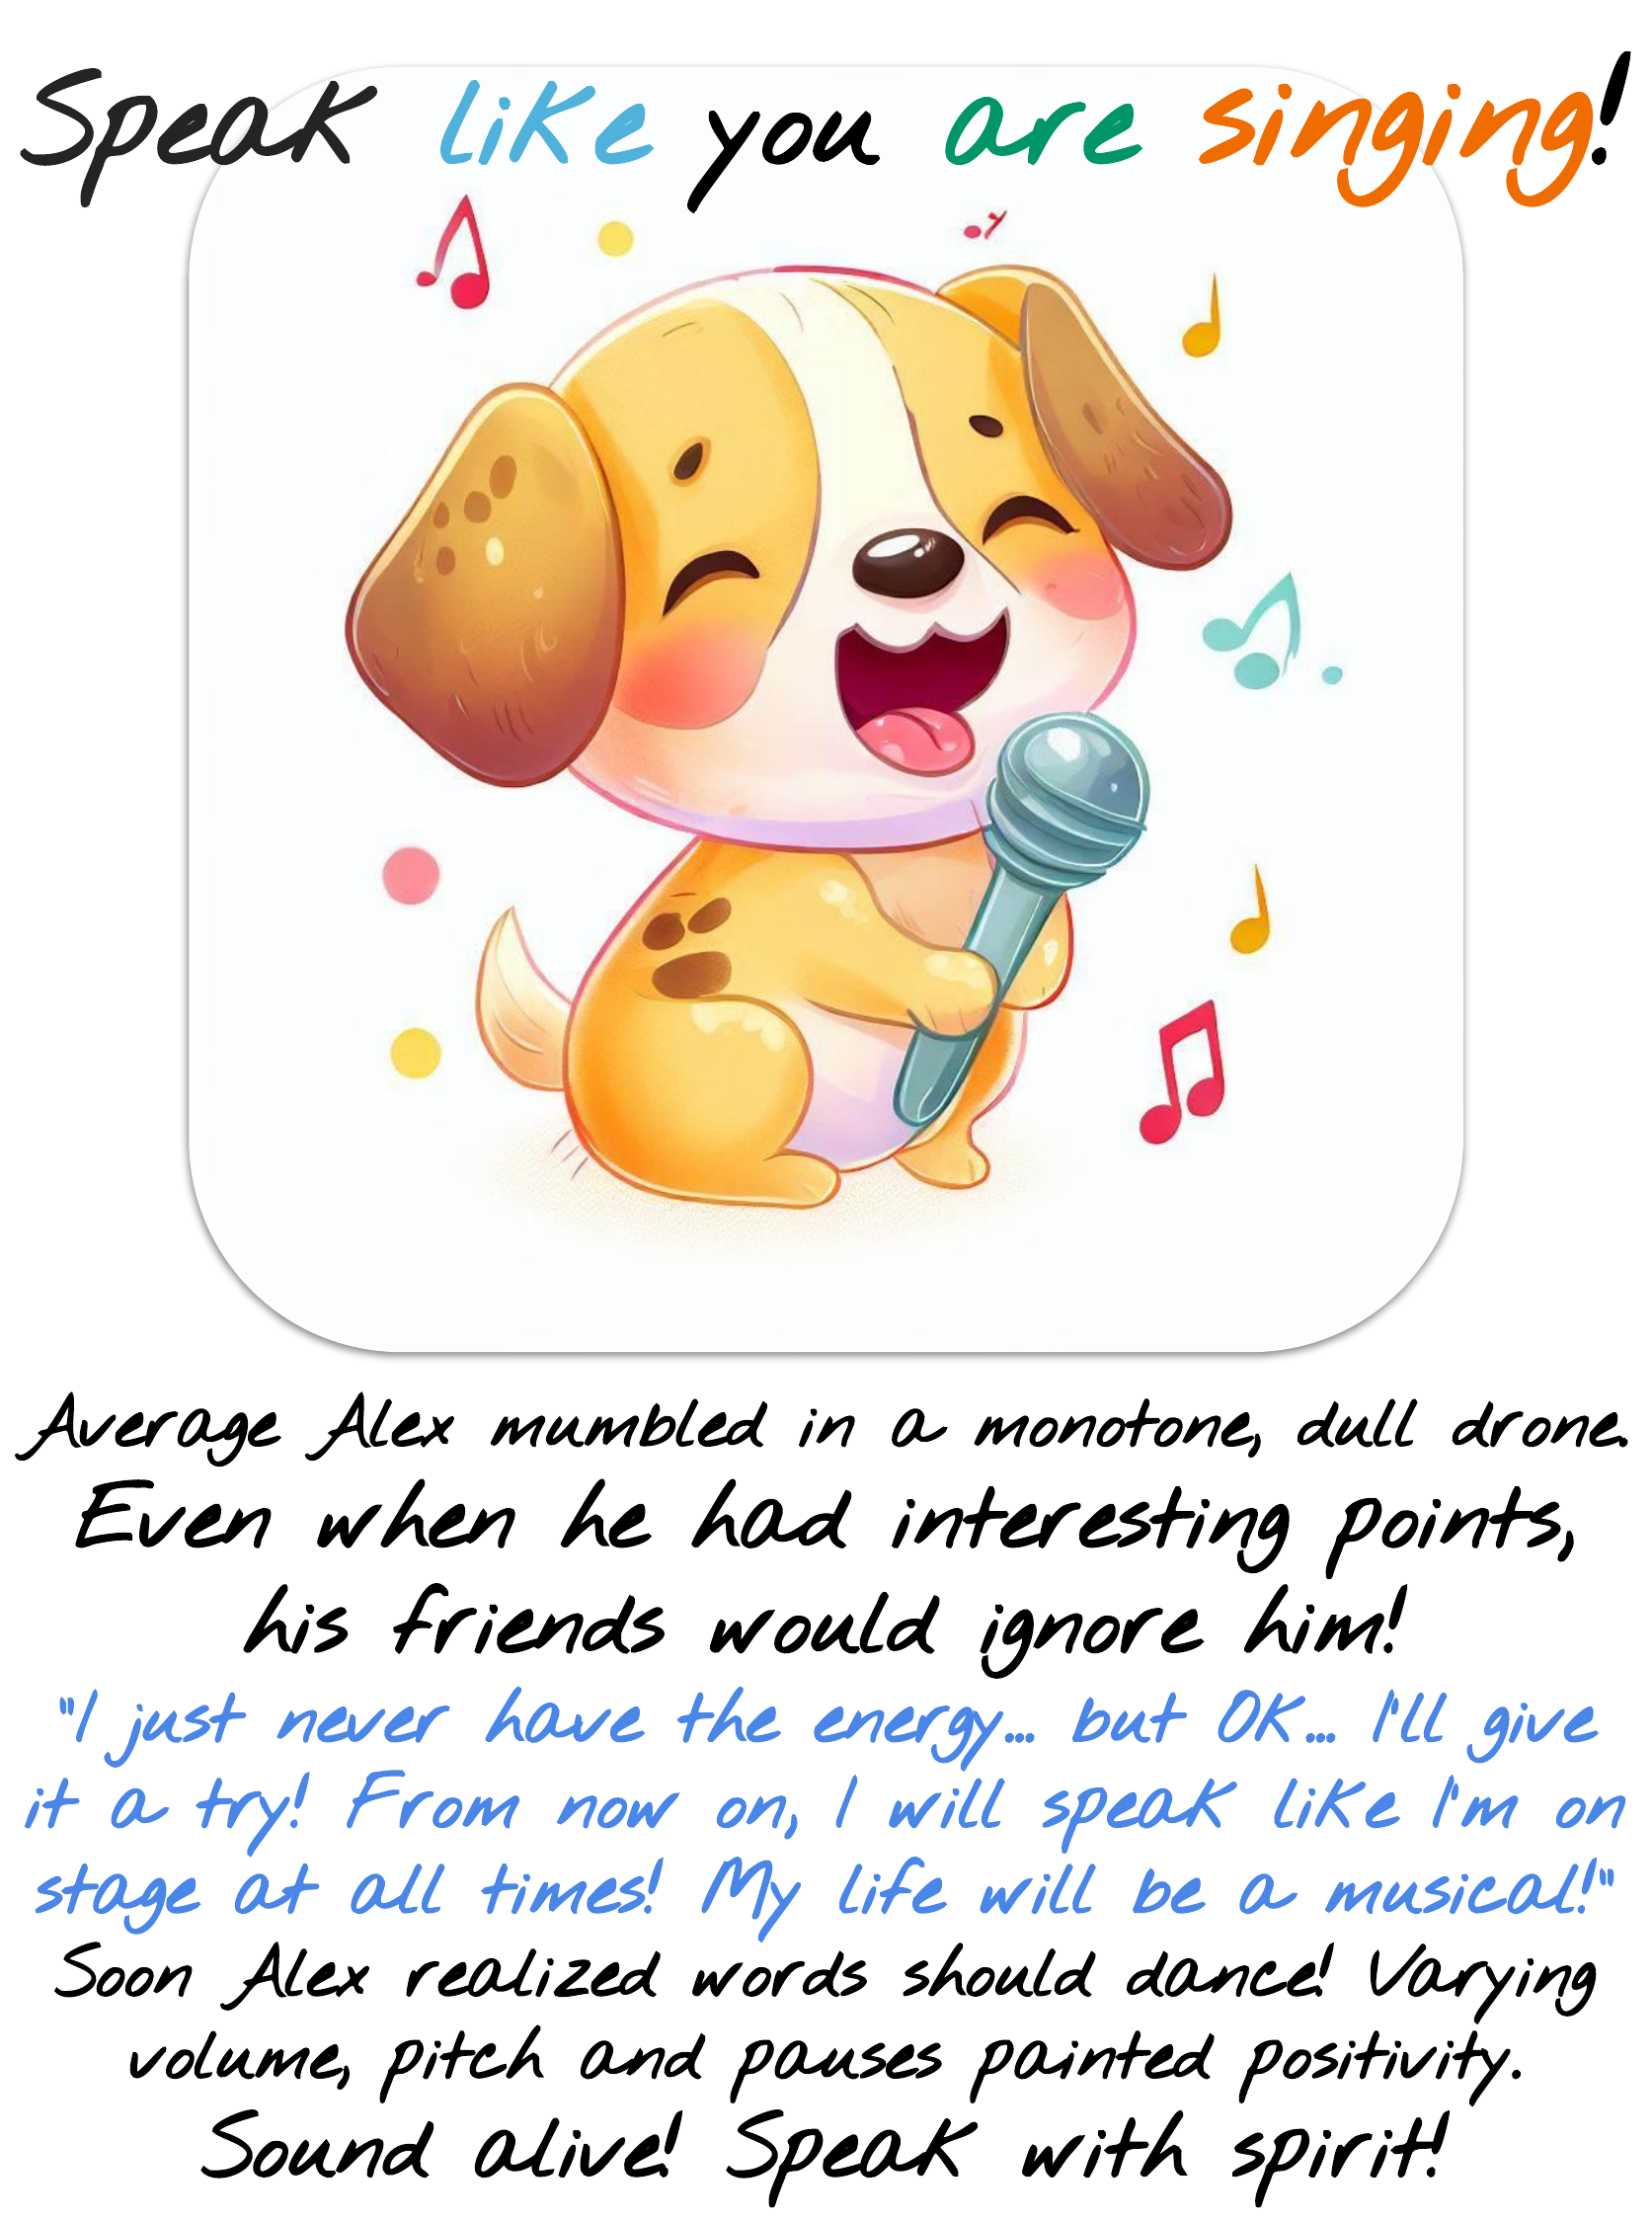 Speak like you are singing!
Average Alex mumbled in a monotone, dull drone.
Even when he had interesting points,
his friends would ignore him!
"I just never have the energy... but OK... I'll give
it a try! From now on, I will speak like I'm on
stage at all times! My life will be a musical!"
Soon Alex realized words should dance! Varying
volume, pitch and pauses painted positivity.
Sound alive! Speak with spirit!